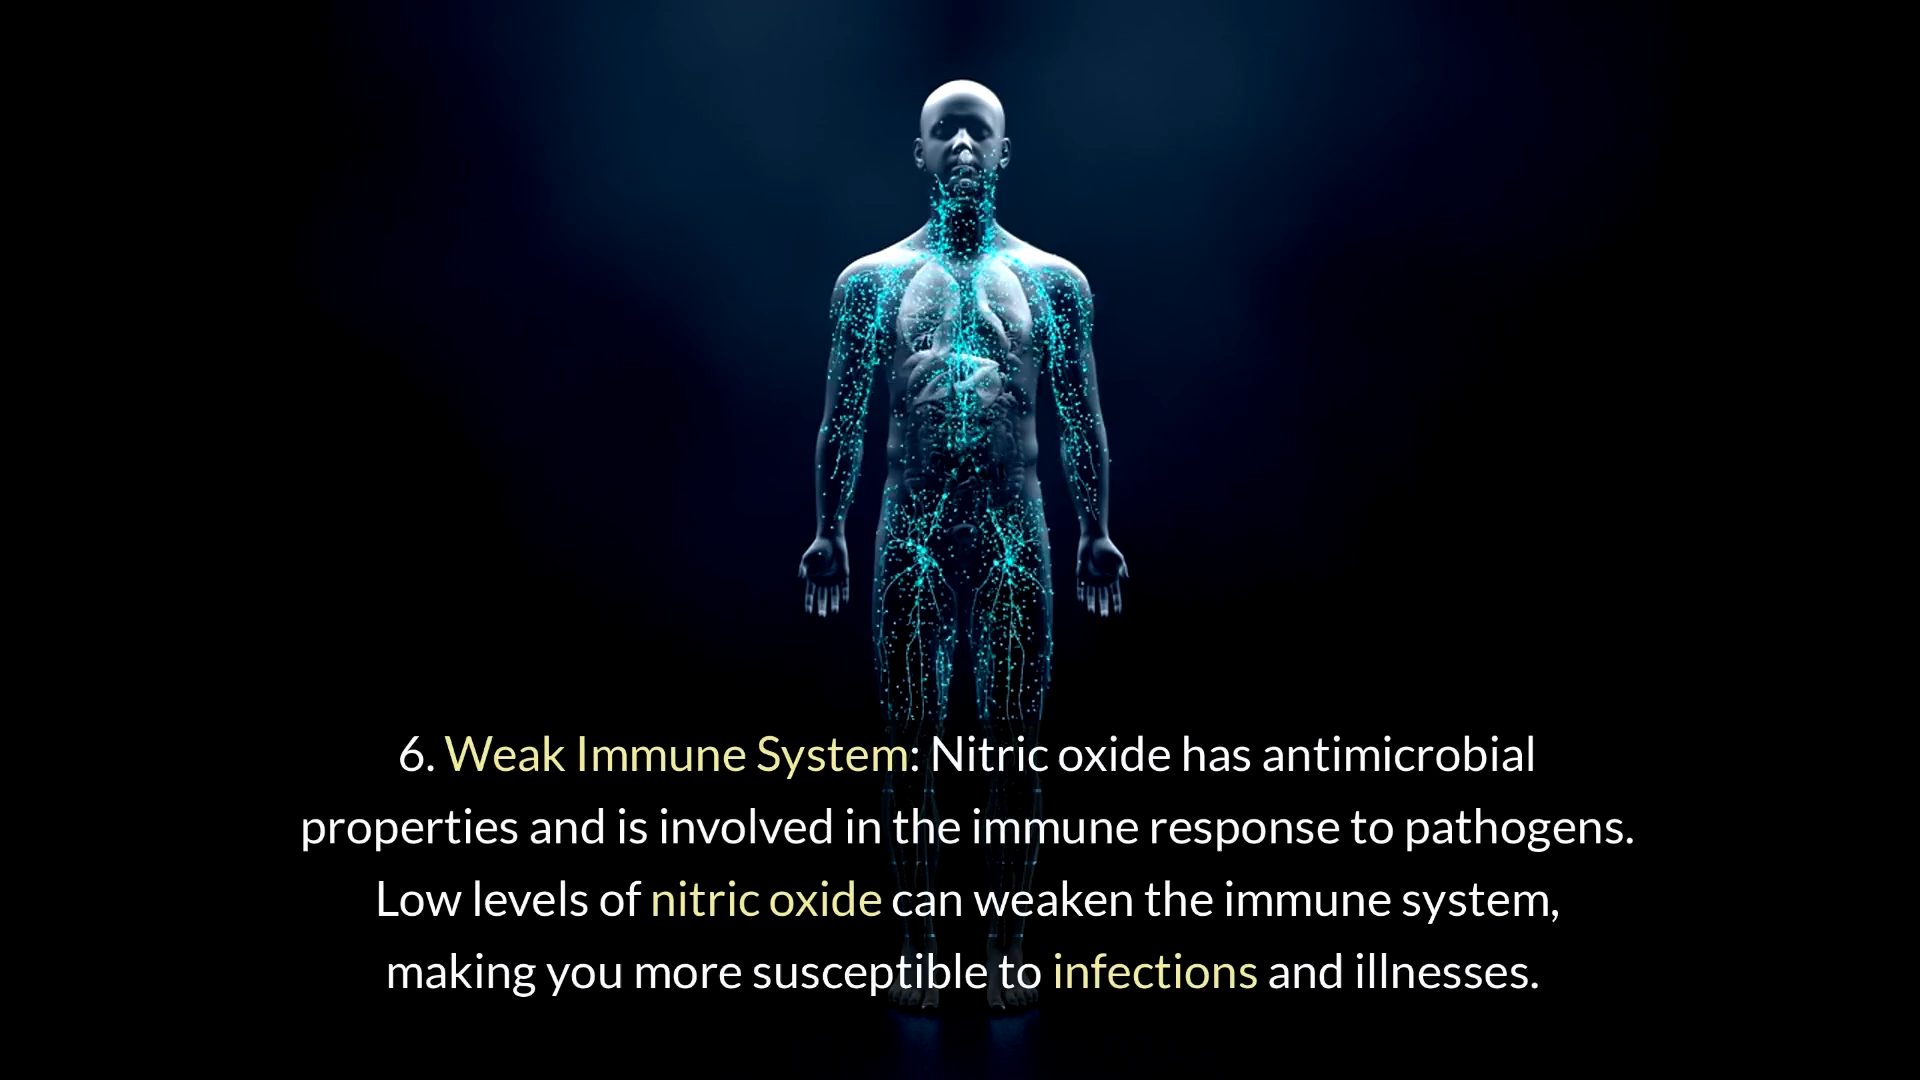 6. Weak Immune System: Nitric oxide has antimicrobial
properties and is involved in the immune response to pathogens.
Low levels of nitric oxide can weaken the immune system,
making you more susceptible to infections and illnesses.